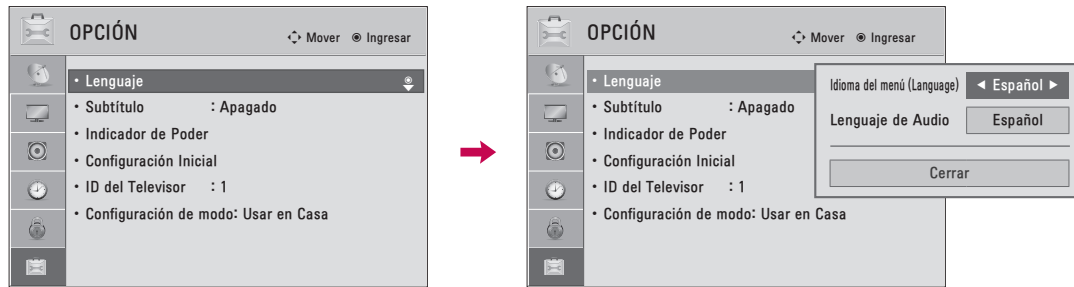 OPCIÓN
Mover Ingresar
• Lenguaje
• Subtítulo : Apagado
• Indicador de Poder
• Configuración Inicial
• ID del Televisor : 1
• Configuración de modo: Usar en Casa
OPCIÓN
Mover Ingresar
• Lenguaje
• Subtítulo : Apagado
• Indicador de Poder
• Configuración Inicial
• ID del Televisor : 1
• Configuración de modo: Usar en Casa
Idioma del menú (Language) ◄ Español ►
Lenguaje de Audio Español
Cerrar